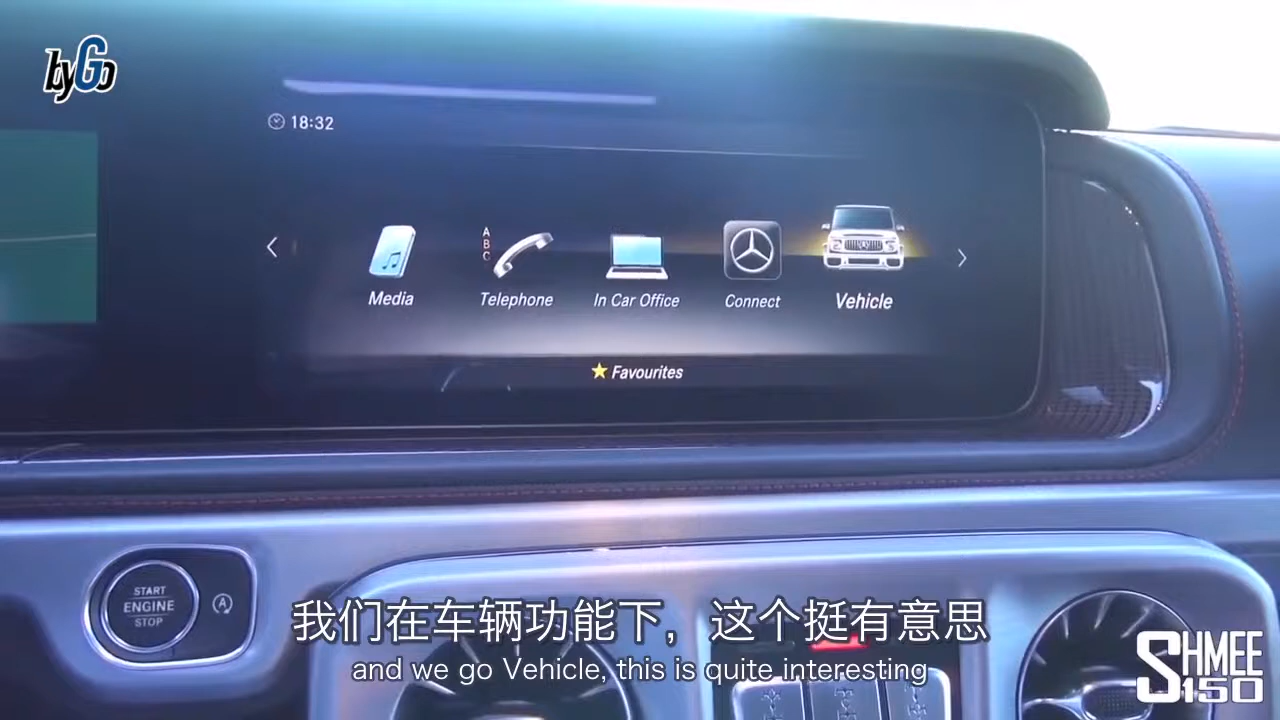 byGo
18:32
A
B
C
Media
Telephone
In Car Office
Connect
Vehicle
Favourites
START
ENGINE
STOP
A
我们在车辆功能下，这个挺有意思
and we go Vehicle, this is quite interesting
SHMEE
150